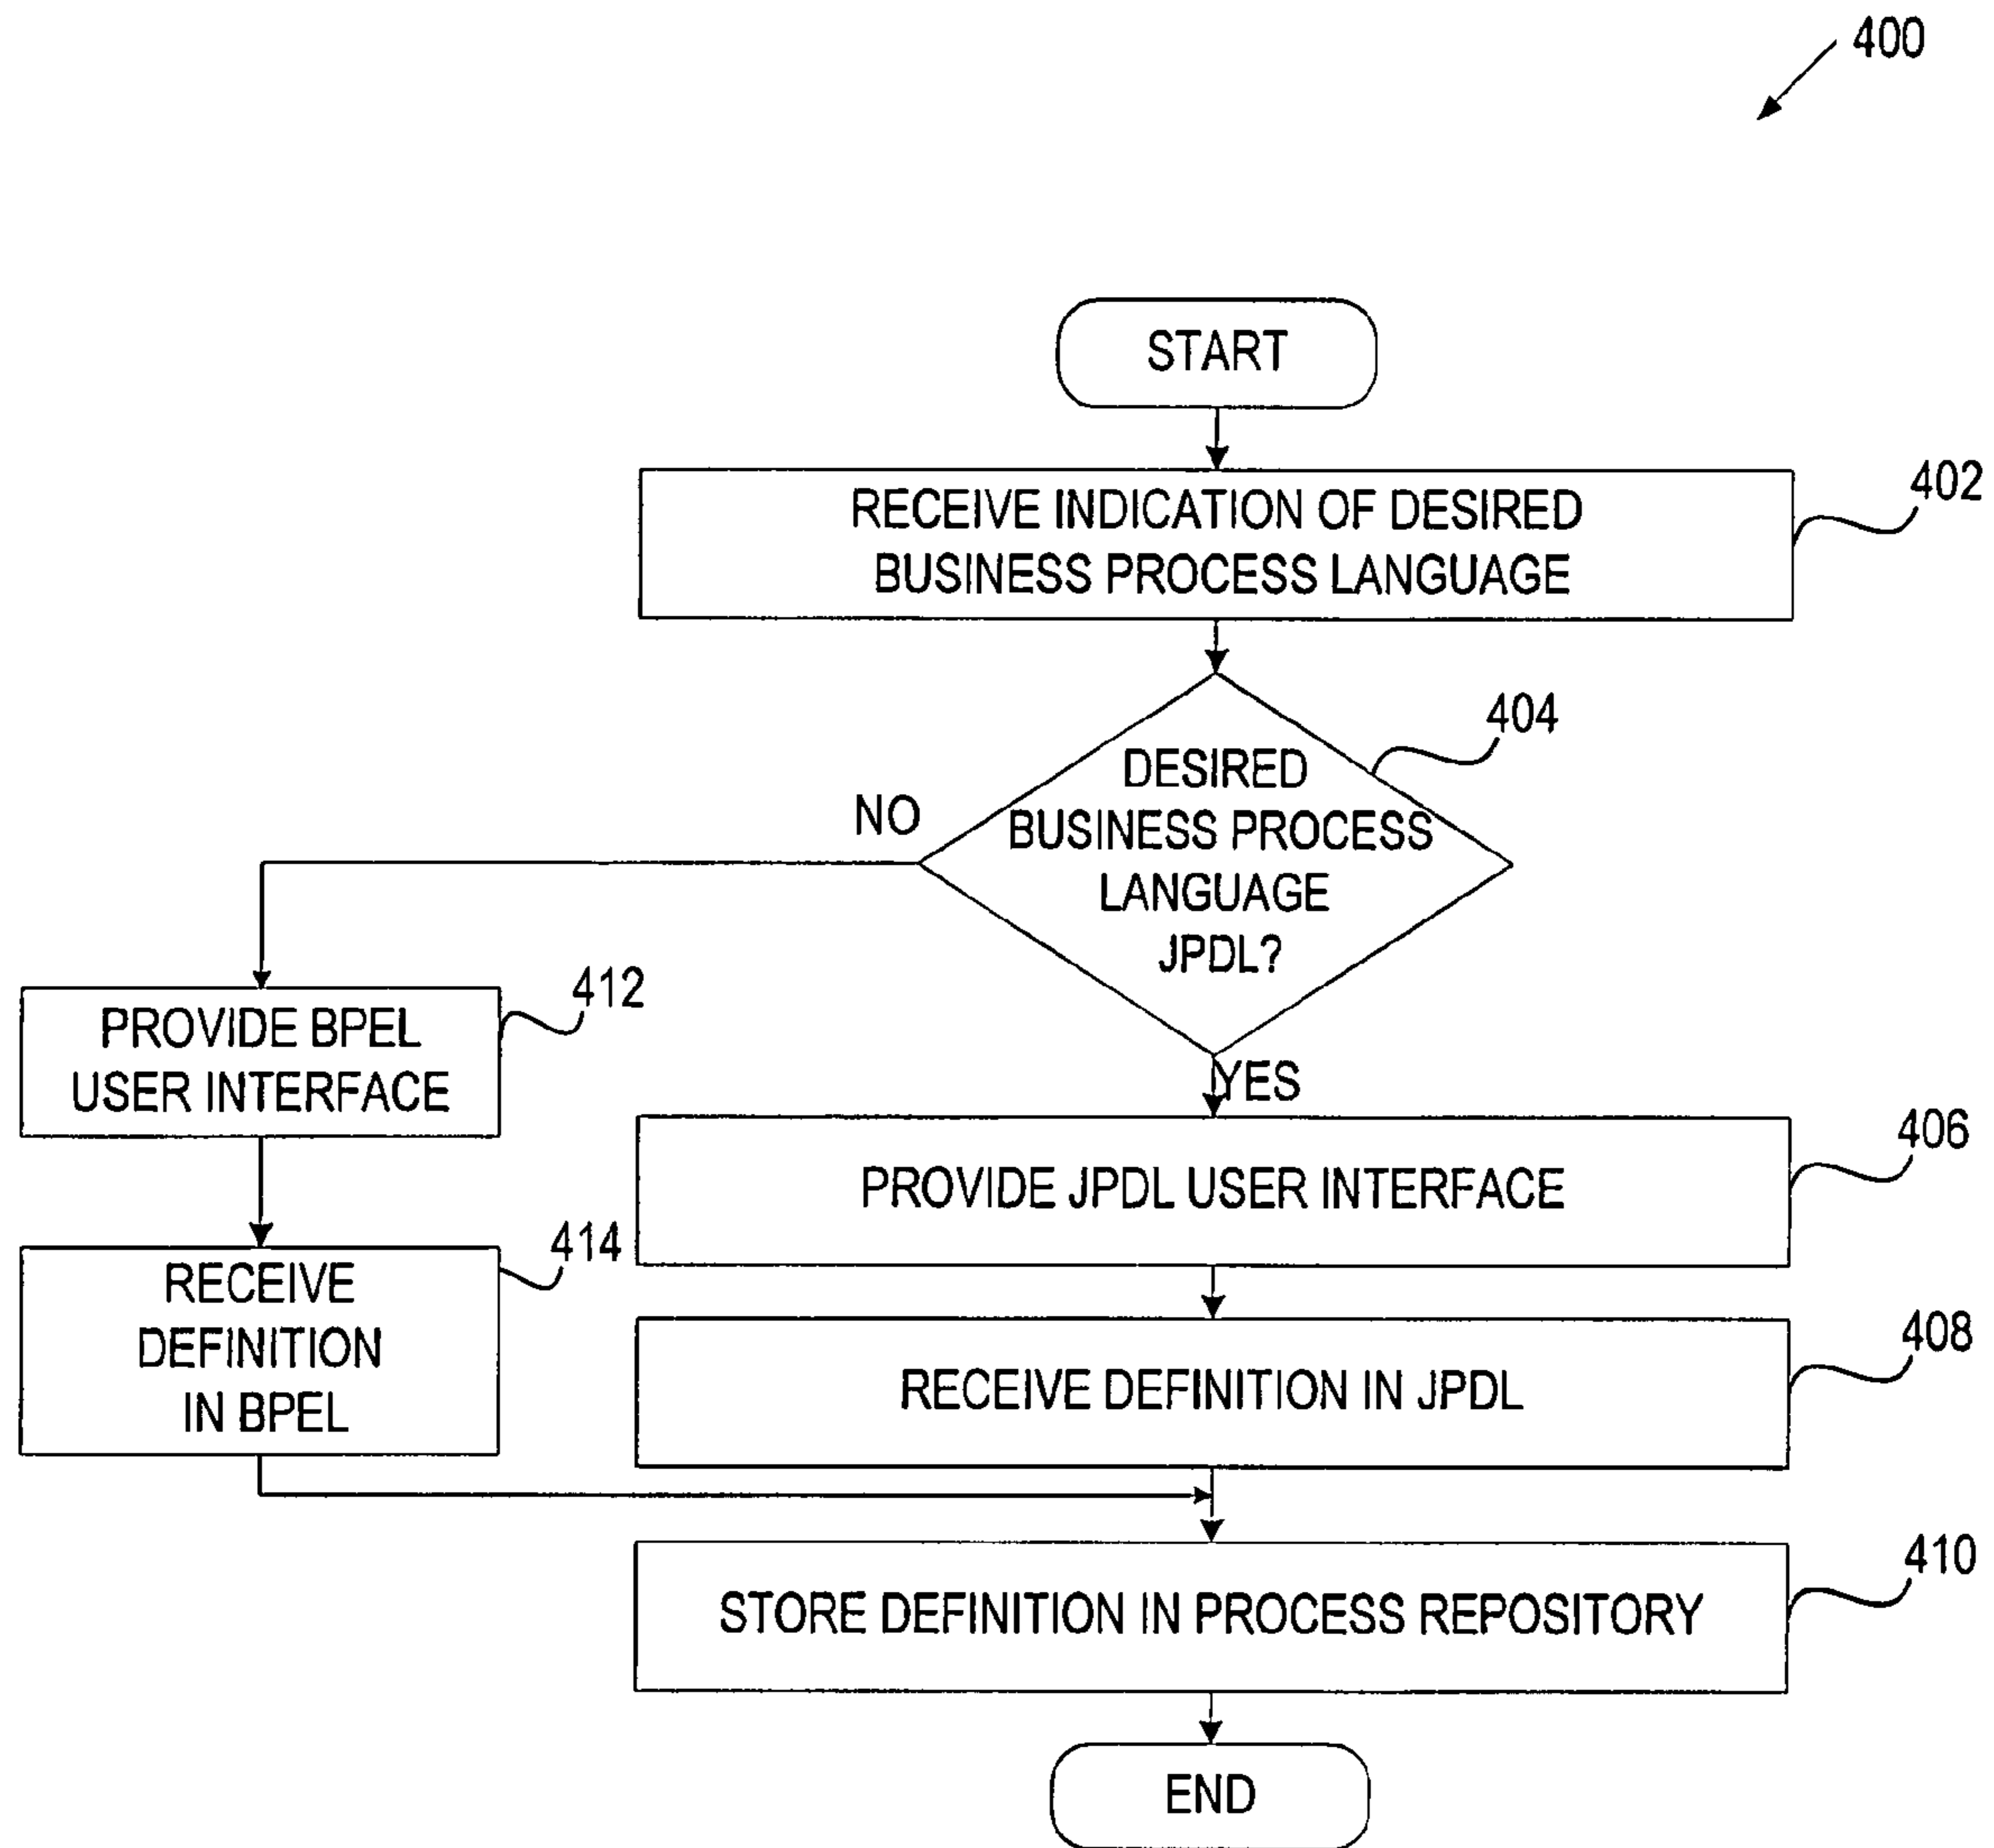 400
START
RECEIVE INDICATION OF DESIRED
BUSINESS PROCESS LANGUAGE
402
DESIRED
BUSINESS PROCESS
LANGUAGE
JPDL?
404
NO
YES
PROVIDE BPEL
USER INTERFACE
412
PROVIDE JPDL USER INTERFACE
406
RECEIVE
DEFINITION
IN BPEL
414
RECEIVE DEFINITION IN JPDL
408
STORE DEFINITION IN PROCESS REPOSITORY
410
END